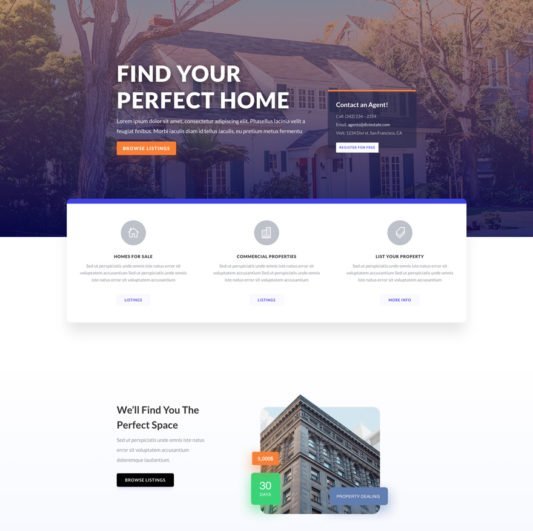 FIND YOUR
PERFECT HOME
Lorem ipsum dolor sit amet, consectetur adipiscing elit. Phasellus lacinia velit a
feugiat finibus. Morbi iaculis diam id tellus iaculis, eu pretium metus fermentu
BROWSE LISTINGS
Contact an Agent!
Call: (342) 234 - 2354
Email: agents@divirestate.com
Visit: 1234 Divi st. San Francisco, CA
REGISTER FOR FREE
HOMES FOR SALE
Sed ut perspiciatis unde omnis iste natus error sit
voluptatem accusantium Sed ut perspiciatis unde omnis
iste natus error sit voluptatem accusantium
LISTINGS
COMMERCIAL PROPERTIES
Sed ut perspiciatis unde omnis iste natus error sit
voluptatem accusantium Sed ut perspiciatis unde omnis
iste natus error sit voluptatem accusantium
LISTINGS
LIST YOUR PROPERTY
Sed ut perspiciatis unde omnis iste natus error sit
voluptatem accusantium Sed ut perspiciatis unde omnis
iste natus error sit voluptatem accusantium
MORE INFO
We'll Find You The
Perfect Space
Sed ut perspiciatis unde omnis iste natus
error sit voluptatem accusantium
doloremque laudantium
BROWSE LISTINGS
5,000$
30
DAYS
PROPERTY DEALING